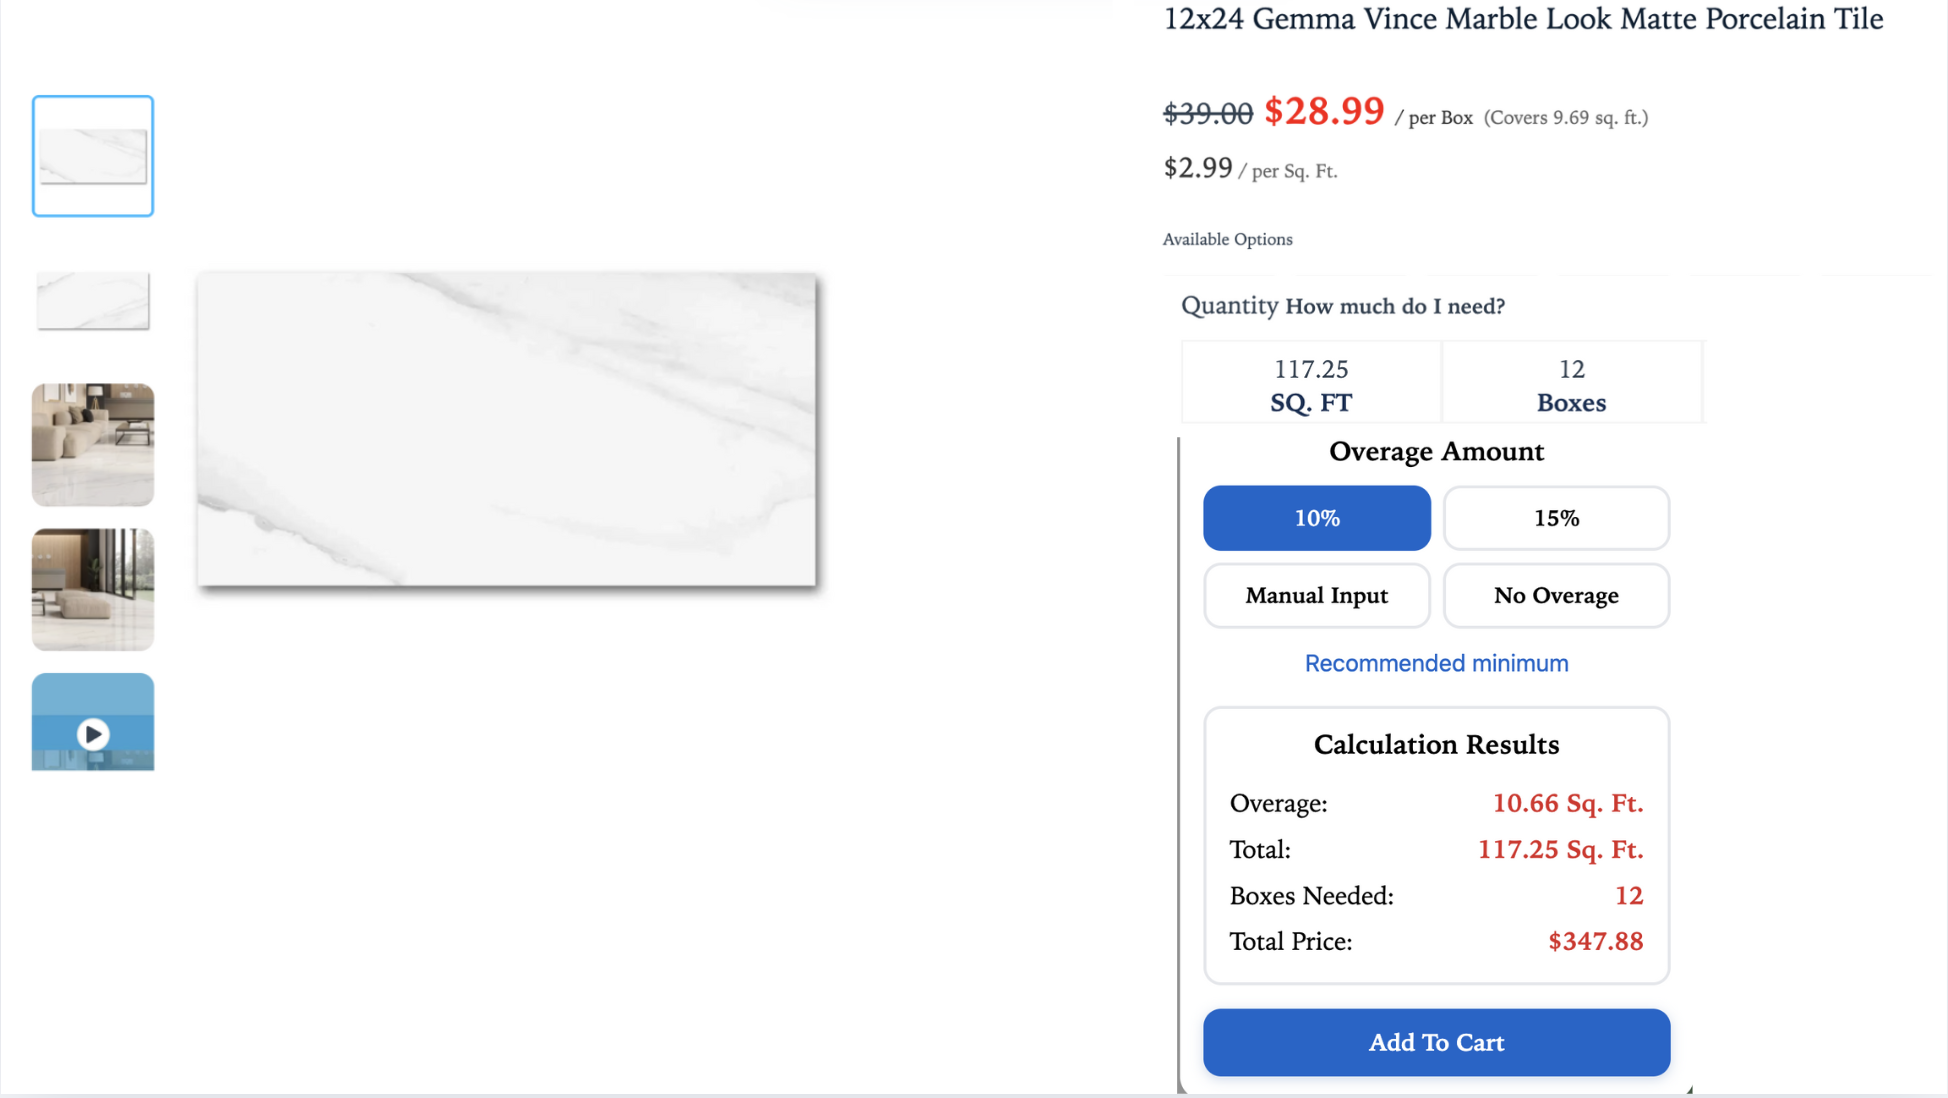 12x24 Gemma Vince Marble Look Matte Porcelain Tile
$39.00 $28.99 / per Box (Covers 9.69 sq. ft.)
$2.99 / per Sq. Ft.
Available Options
Quantity How much do I need?
117.25 12
SQ. FT Boxes
Overage Amount
10% 15%
Manual Input No Overage
Recommended minimum
Calculation Results
Overage: 10.66 Sq. Ft.
Total: 117.25 Sq. Ft.
Boxes Needed: 12
Total Price: $347.88
Add To Cart